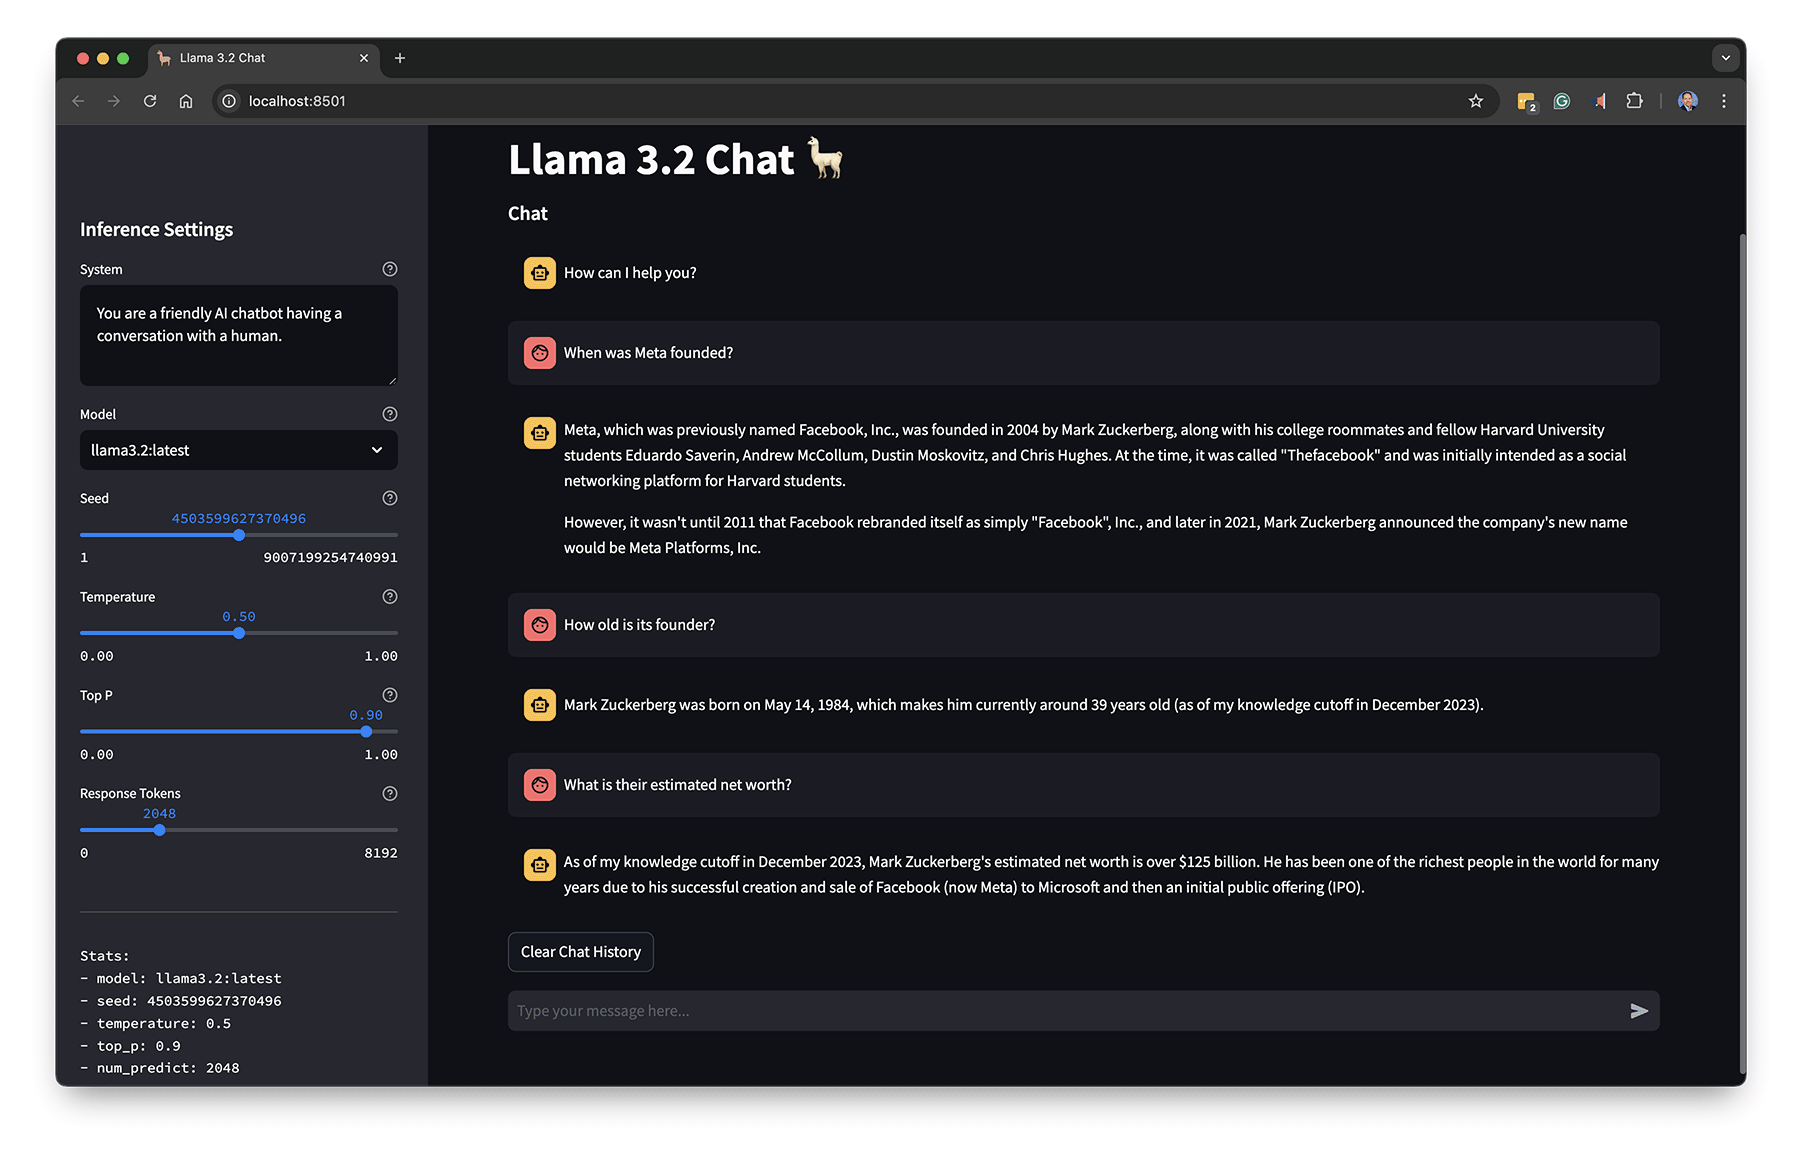 Llama 3.2 Chat
localhost:8501
2
Inference Settings
System
You are a friendly AI chatbot having a
conversation with a human.
Model
llama3.2:latest
Seed
4503599627370496
1 9007199254740991
Temperature
0.50
0.00 1.00
Top P
0.90
0.00 1.00
Response Tokens
2048
0 8192
Stats:
- model: llama3.2:latest
- seed: 4503599627370496
- temperature: 0.5
- top_p: 0.9
- num_predict: 2048
Llama 3.2 Chat
Chat
How can I help you?
When was Meta founded?
Meta, which was previously named Facebook, Inc., was founded in 2004 by Mark Zuckerberg, along with his college roommates and fellow Harvard University
students Eduardo Saverin, Andrew McCollum, Dustin Moskovitz, and Chris Hughes. At the time, it was called "Thefacebook" and was initially intended as a social
networking platform for Harvard students.
However, it wasn't until 2011 that Facebook rebranded itself as simply "Facebook", Inc., and later in 2021, Mark Zuckerberg announced the company's new name
would be Meta Platforms, Inc.
How old is its founder?
Mark Zuckerberg was born on May 14, 1984, which makes him currently around 39 years old (as of my knowledge cutoff in December 2023).
What is their estimated net worth?
As of my knowledge cutoff in December 2023, Mark Zuckerberg's estimated net worth is over $125 billion. He has been one of the richest people in the world for many
years due to his successful creation and sale of Facebook (now Meta) to Microsoft and then an initial public offering (IPO).
Clear Chat History
Type your message here...